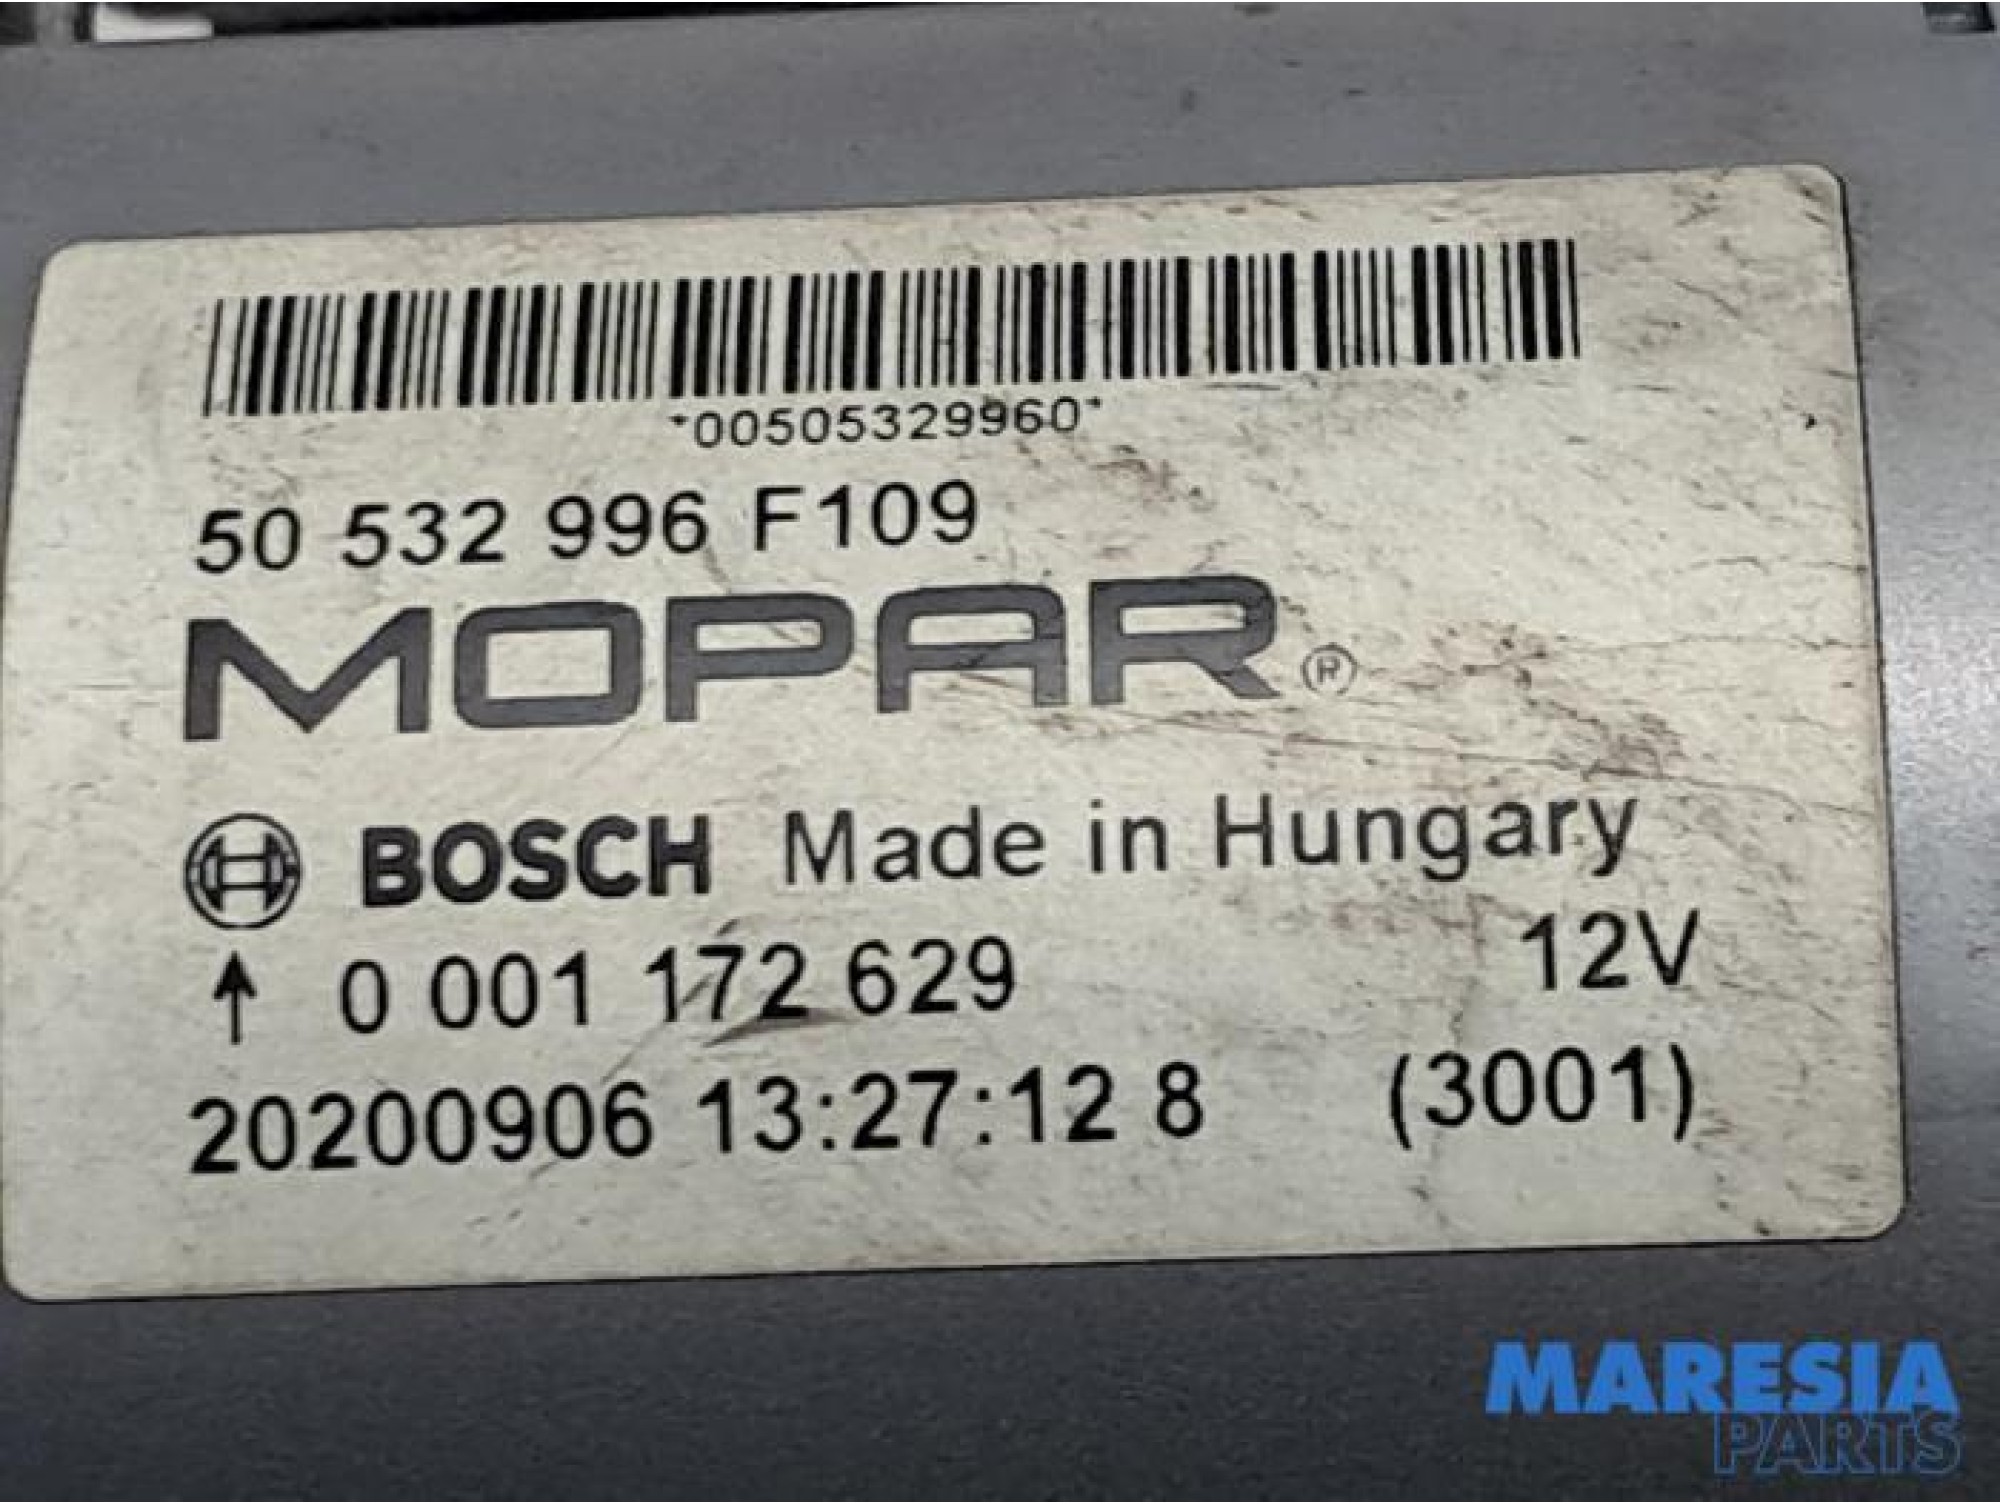 *00505329960*
50 532 996 F109
MOPAR®
BOSCH Made in Hungary
↑ 0 001 172 629 12V
20200906 13:27:12 8 (3001)
MARESIA
PARTS